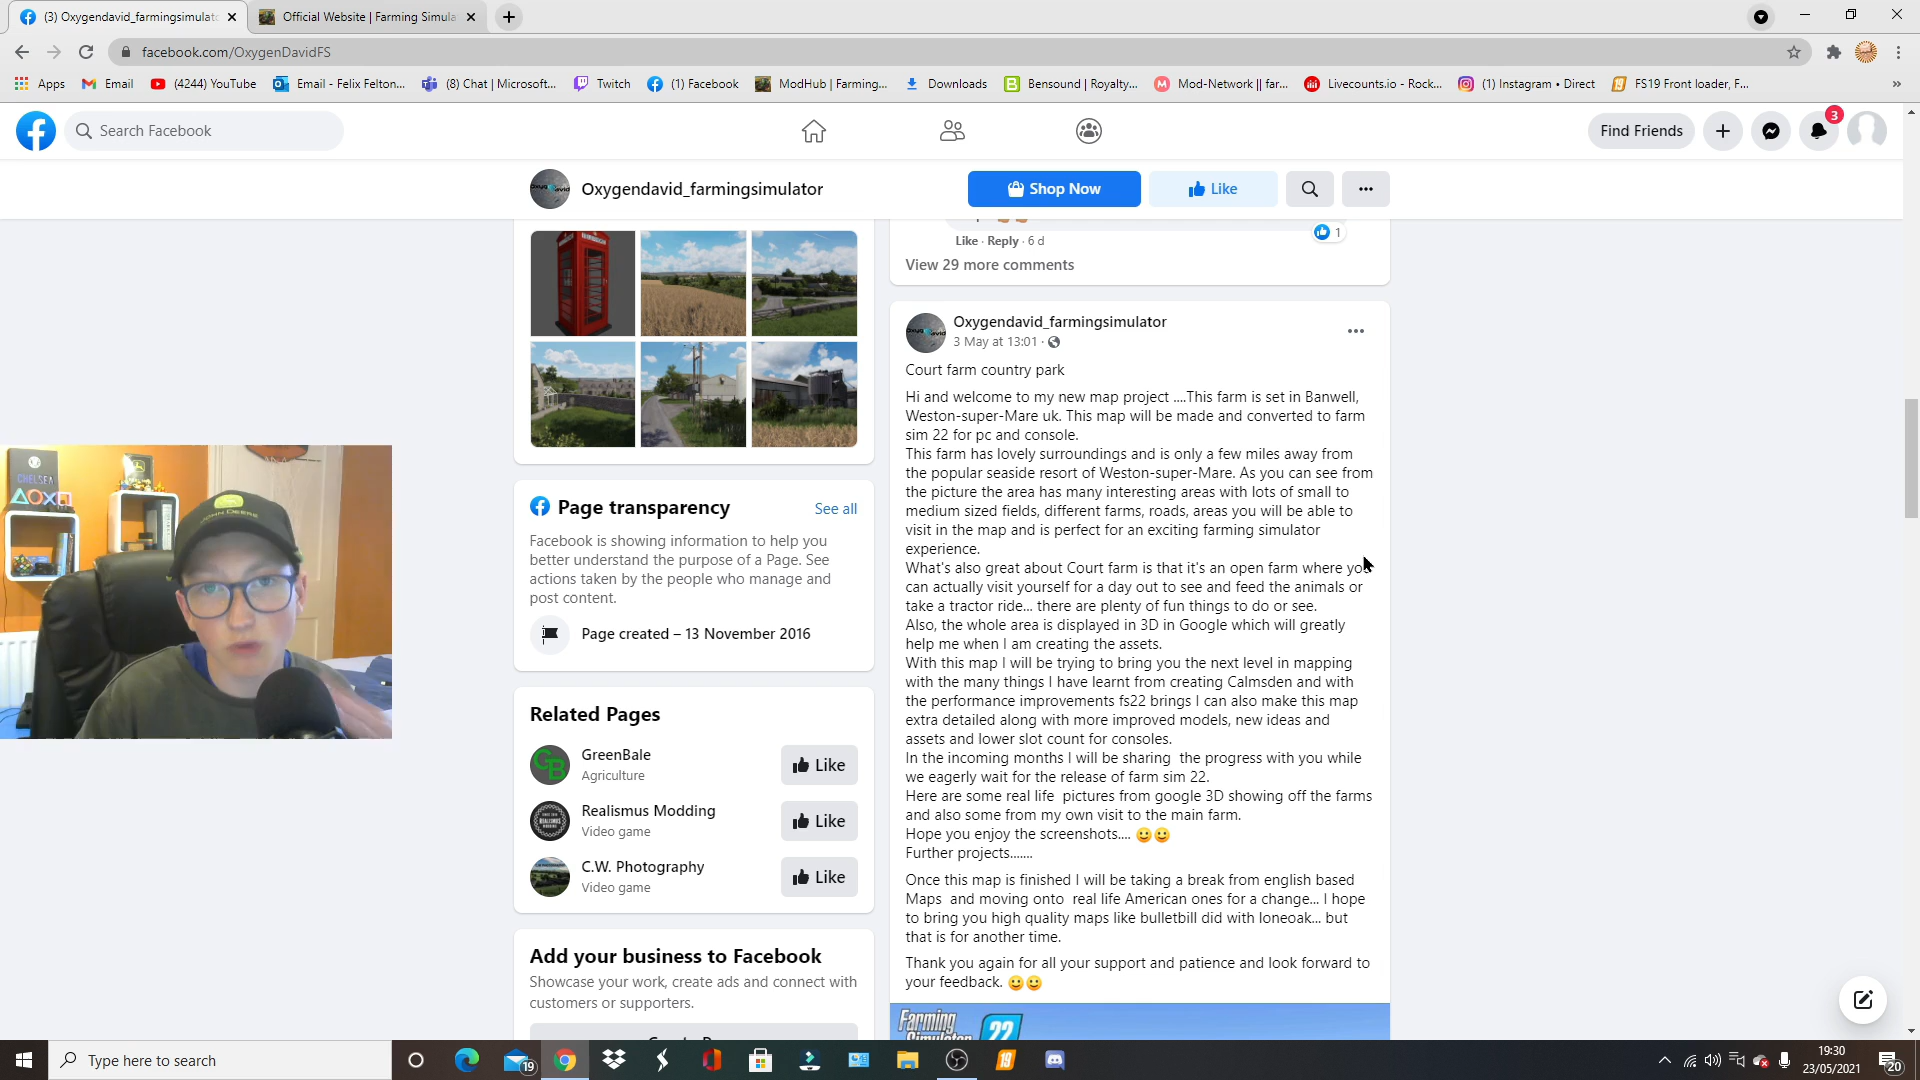 (3) Oxygendavid_farmingsimulato
Official Website | Farming Simula
facebook.com/OxygenDavidFS
Apps
Email
(4244) YouTube
Email - Felix Felton...
(8) Chat | Microsoft...
Twitch
(1) Facebook
ModHub | Farming...
Downloads
Bensound | Royalty...
Mod-Network || far...
Livecounts.io - Rock...
(1) Instagram • Direct
FS19 Front loader, F...
Search Facebook
Find Friends
3
Oxygendavid_farmingsimulator
Shop Now
Like
Like · Reply · 6 d
1
View 29 more comments
Page transparency
See all
Facebook is showing information to help you
better understand the purpose of a Page. See
actions taken by the people who manage and
post content.
Page created – 13 November 2016
Related Pages
GreenBale
Agriculture
Like
Realismus Modding
Video game
Like
C.W. Photography
Video game
Like
Add your business to Facebook
Showcase your work, create ads and connect with
customers or supporters.
Oxygendavid_farmingsimulator
3 May at 13:01 ·
Court farm country park
Hi and welcome to my new map project ....This farm is set in Banwell,
Weston-super-Mare uk. This map will be made and converted to farm
sim 22 for pc and console.
This farm has lovely surroundings and is only a few miles away from
the popular seaside resort of Weston-super-Mare. As you can see from
the picture the area has many interesting areas with lots of small to
medium sized fields, different farms, roads, areas you will be able to
visit in the map and is perfect for an exciting farming simulator
experience.
What's also great about Court farm is that it's an open farm where you
can actually visit yourself for a day out to see and feed the animals or
take a tractor ride... there are plenty of fun things to do or see.
Also, the whole area is displayed in 3D in Google which will greatly
help me when I am creating the assets.
With this map I will be trying to bring you the next level in mapping
with the many things I have learnt from creating Calmsden and with
the performance improvements fs22 brings I can also make this map
extra detailed along with more improved models, new ideas and
assets and lower slot count for consoles.
In the incoming months I will be sharing  the progress with you while
we eagerly wait for the release of farm sim 22.
Here are some real life  pictures from google 3D showing off the farms
and also some from my own visit to the main farm.
Hope you enjoy the screenshots.... 🙂🙂
Further projects.......
Once this map is finished I will be taking a break from english based
Maps  and moving onto  real life American ones for a change... I hope
to bring you high quality maps like bulletbill did with loneoak... but
that is for another time.
Thank you again for all your support and patience and look forward to
your feedback. 🙂🙂
Farming
22
CHELSEA
JOHN DEERE
Type here to search
19
19
19:30
23/05/2021
20